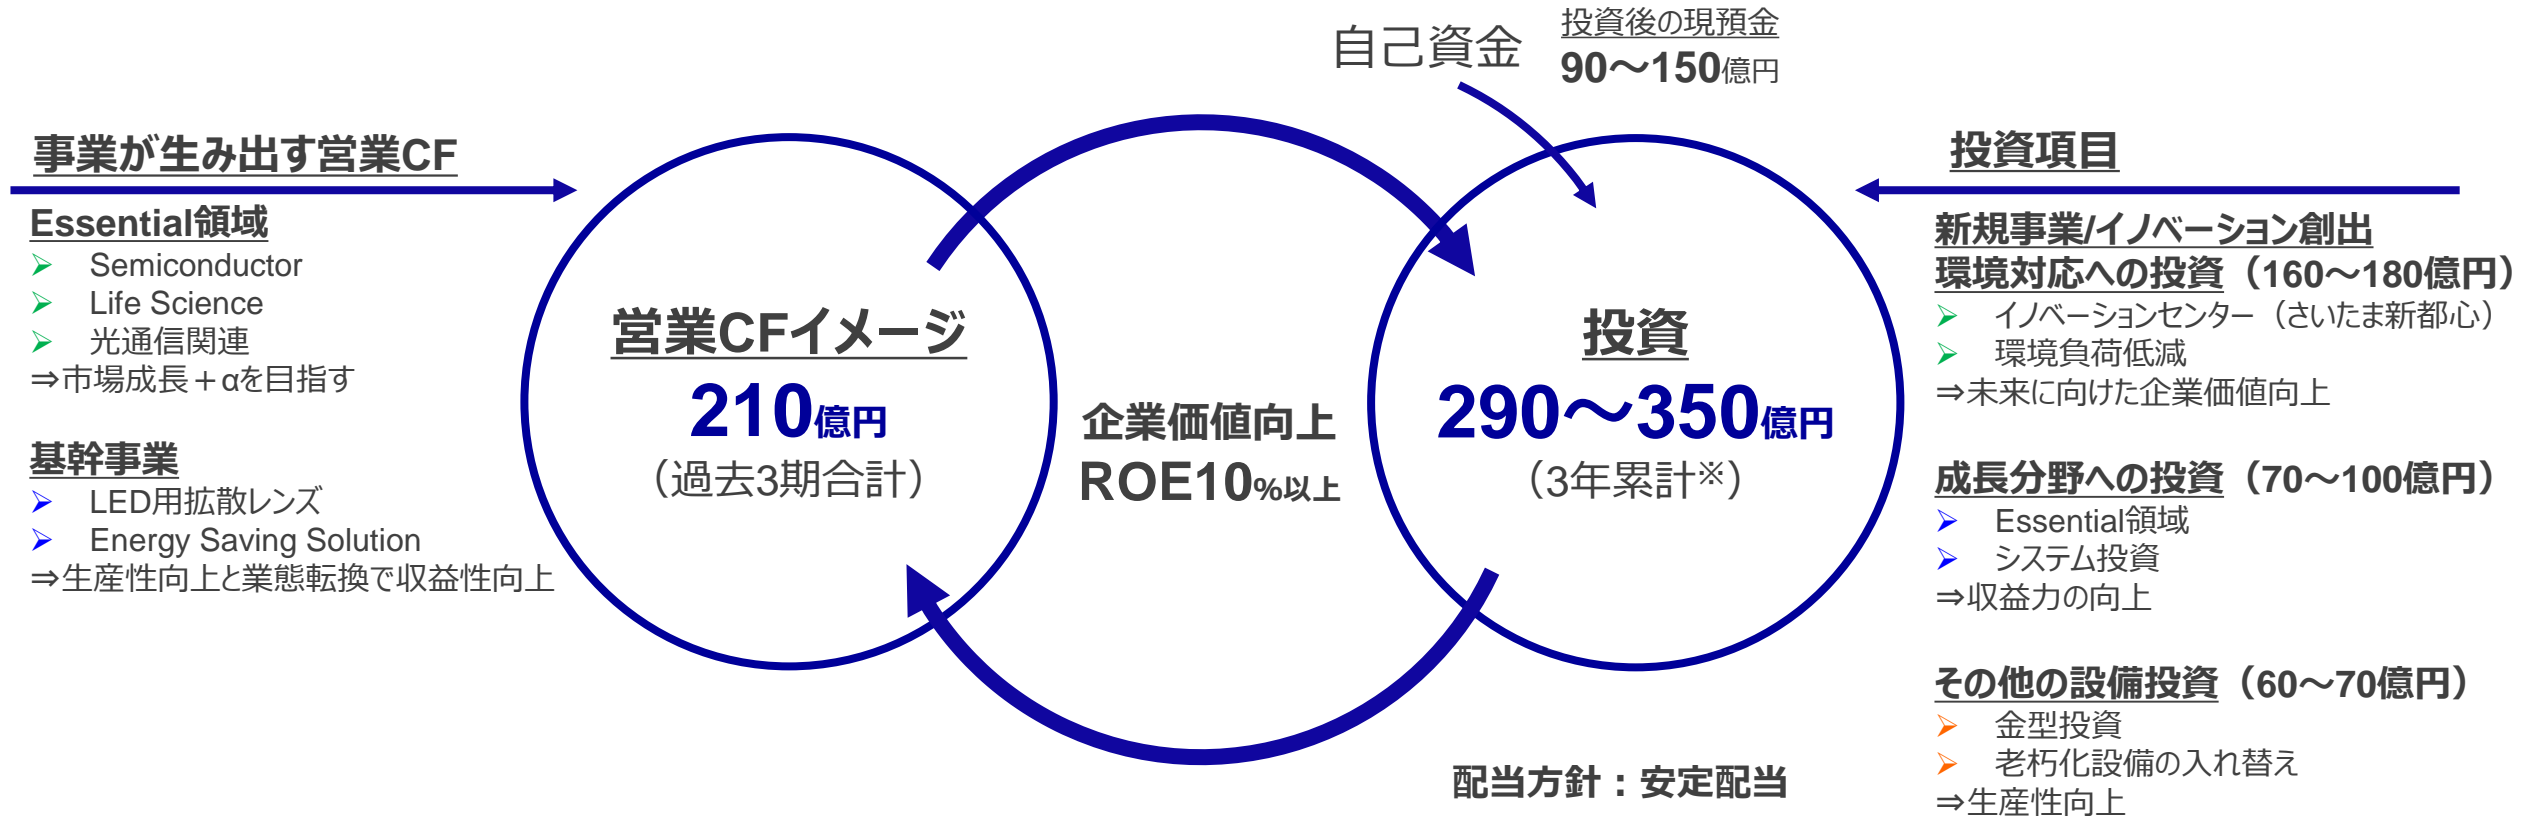 自己資金
投資後の現預金
90～150億円
事業が生み出す営業CF
Essential領域
➢ Semiconductor
➢ Life Science
➢ 光通信関連
⇒市場成長＋αを目指す
基幹事業
➢ LED用拡散レンズ
➢ Energy Saving Solution
⇒生産性向上と業態転換で収益性向上
営業CFイメージ
210億円
（過去3期合計）
企業価値向上
ROE10%以上
投資
290～350億円
（3年累計※）
配当方針：安定配当
投資項目
新規事業/イノベーション創出
環境対応への投資（160～180億円）
➢ イノベーションセンター（さいたま新都心）
➢ 環境負荷低減
⇒未来に向けた企業価値向上
成長分野への投資（70～100億円）
➢ Essential領域
➢ システム投資
⇒収益力の向上
その他の設備投資（60～70億円）
➢ 金型投資
➢ 老朽化設備の入れ替え
⇒生産性向上